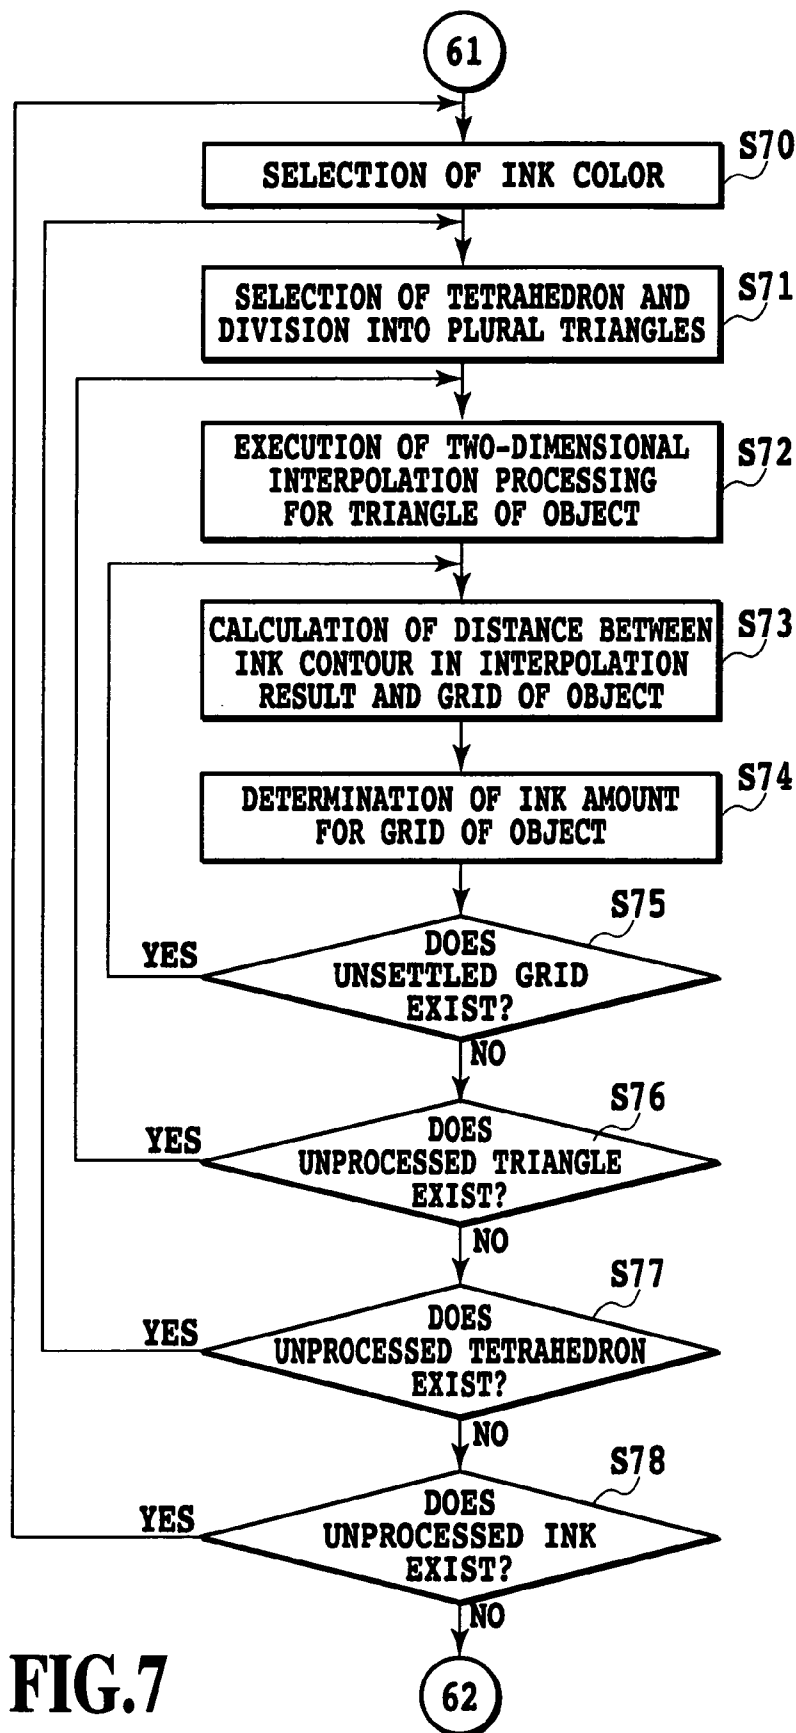 61
S70
SELECTION OF INK COLOR
S71
SELECTION OF TETRAHEDRON AND
DIVISION INTO PLURAL TRIANGLES
S72
EXECUTION OF TWO-DIMENSIONAL
INTERPOLATION PROCESSING
FOR TRIANGLE OF OBJECT
S73
CALCULATION OF DISTANCE BETWEEN
INK CONTOUR IN INTERPOLATION
RESULT AND GRID OF OBJECT
S74
DETERMINATION OF INK AMOUNT
FOR GRID OF OBJECT
S75
YES
DOES
UNSETTLED GRID
EXIST?
NO
S76
YES
DOES
UNPROCESSED TRIANGLE
EXIST?
NO
S77
YES
DOES
UNPROCESSED TETRAHEDRON
EXIST?
NO
S78
YES
DOES
UNPROCESSED INK
EXIST?
NO
62
FIG.7